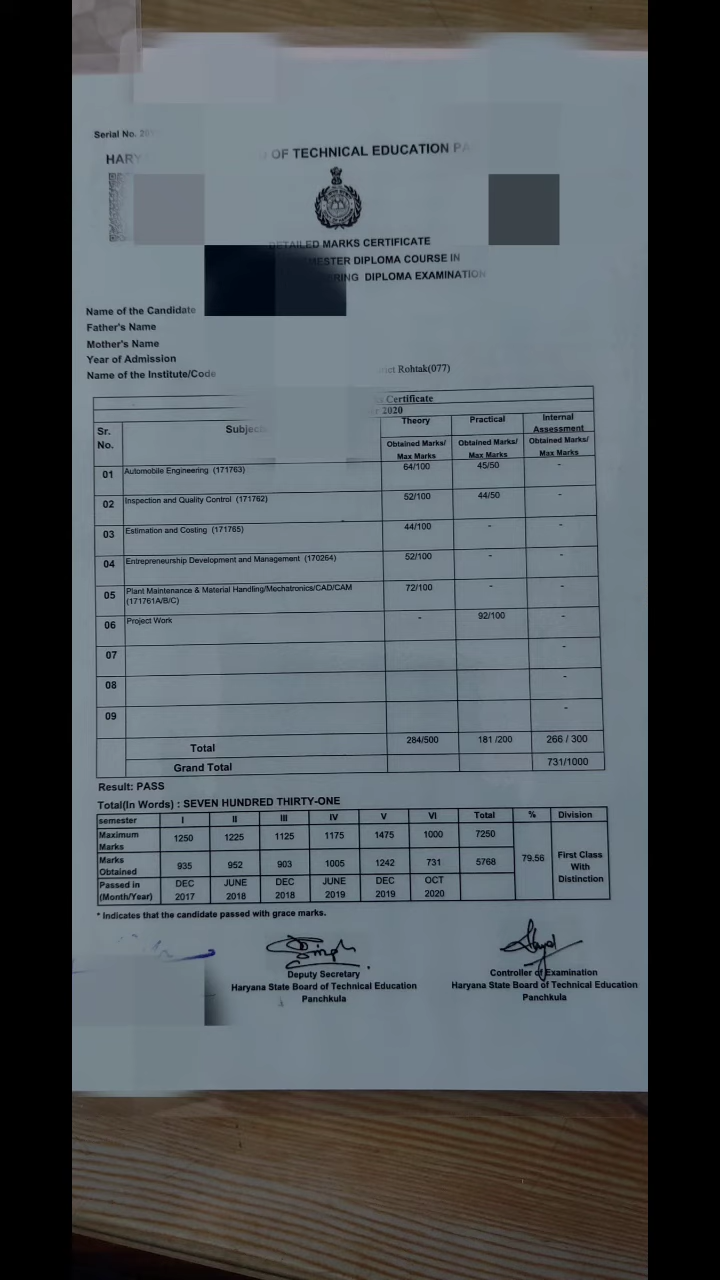 Serial No.
HARY OF TECHNICAL EDUCATION PA
DETAILED MARKS CERTIFICATE
MESTER DIPLOMA COURSE IN
RING DIPLOMA EXAMINATION
Name of the Candidate
Father's Name
Mother's Name
Year of Admission
Name of the Institute/Code Rohtak(077)
Certificate
2020
Sr. No. Subjec Theory Practical Internal Assessment
Obtained Marks/ Max Marks Obtained Marks/ Max Marks Obtained Marks/ Max Marks
01 Automobile Engineering (171763) 64/100 45/50 -
02 Inspection and Quality Control (171762) 52/100 44/50 -
03 Estimation and Costing (171765) 44/100 - -
04 Entrepreneurship Development and Management (170264) 52/100 - -
05 Plant Maintenance & Material Handling/Mechatronics/CAD/CAM 72/100 - -
(171761A/B/C)
06 Project Work - 92/100 -
07 -
08 -
09 -
Total 284/500 181 /200 266 / 300
Grand Total 731/1000
Result: PASS
Total(In Words) : SEVEN HUNDRED THIRTY-ONE
semester I II III IV V VI Total % Division
Maximum Marks 1250 1225 1125 1175 1475 1000 7250
Marks Obtained 935 952 903 1005 1242 731 5768 79.56 First Class With Distinction
Passed in (Month/Year) DEC 2017 JUNE 2018 DEC 2018 JUNE 2019 DEC 2019 OCT 2020
* Indicates that the candidate passed with grace marks.
Deputy Secretary Controller of Examination
Haryana State Board of Technical Education Haryana State Board of Technical Education
Panchkula Panchkula